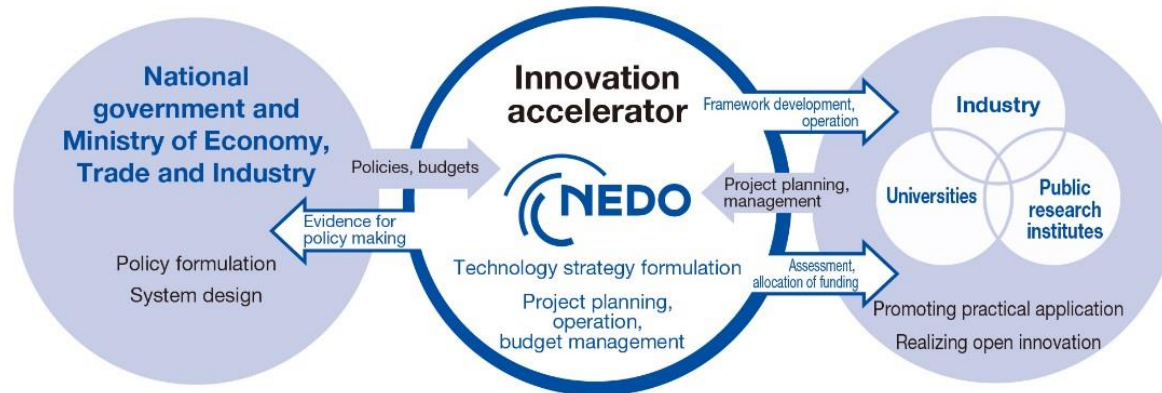 National
government and
Ministry of Economy,
Trade and Industry
Policy formulation
System design
Policies, budgets
Evidence for
policy making
Innovation
accelerator
NEDO
Technology strategy formulation
Project planning,
operation,
budget management
Framework development,
operation
Project planning,
management
Assessment,
allocation of funding
Industry
Universities
Public
research
institutes
Promoting practical application
Realizing open innovation